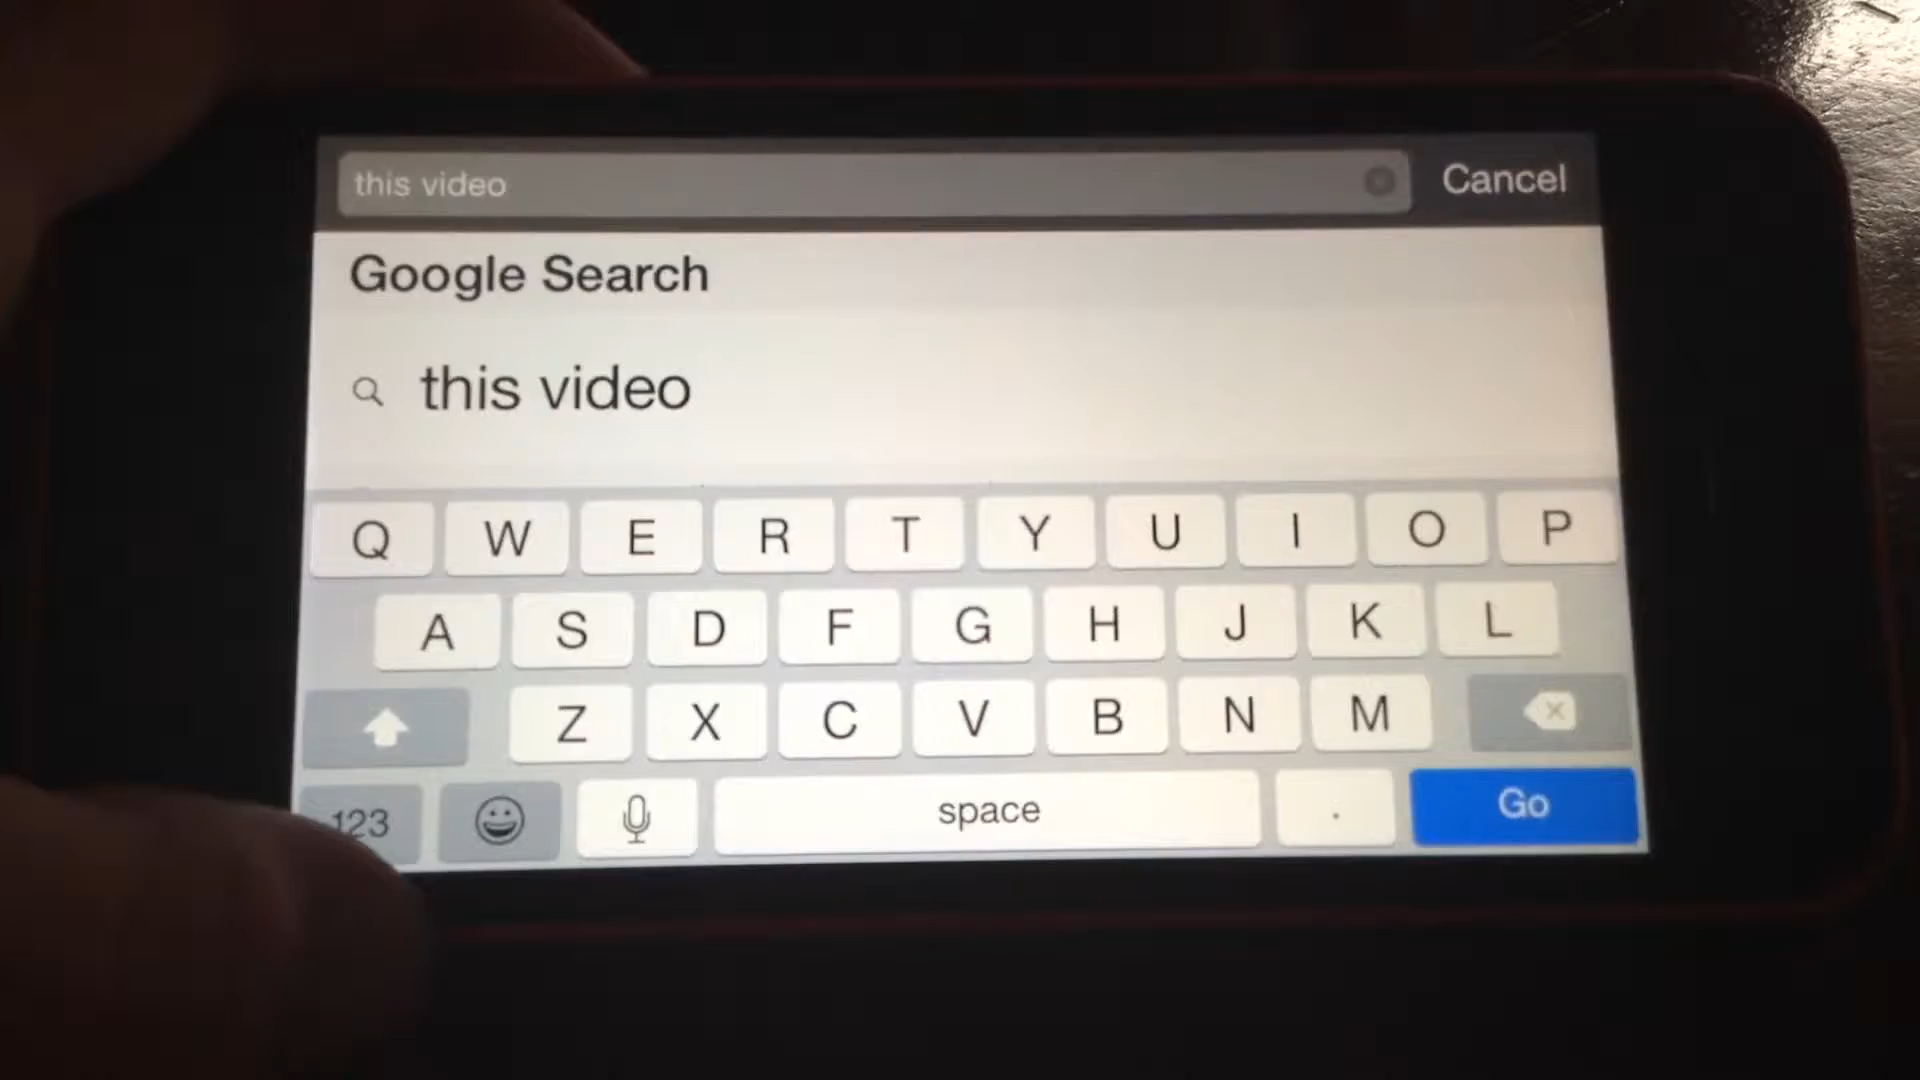 this video Cancel
Google Search
this video
Q W E R T Y U I O P
A S D F G H J K L
Z X C V B N M
123 space . Go